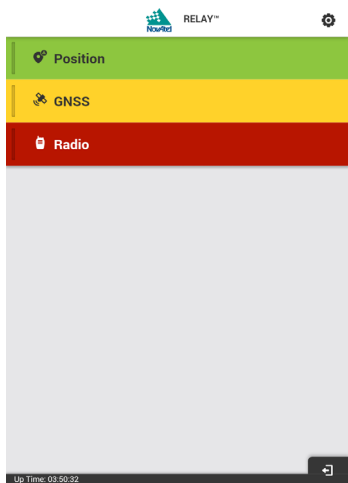 NovAtel
RELAY™
Position
GNSS
Radio
Up Time: 03:50:32